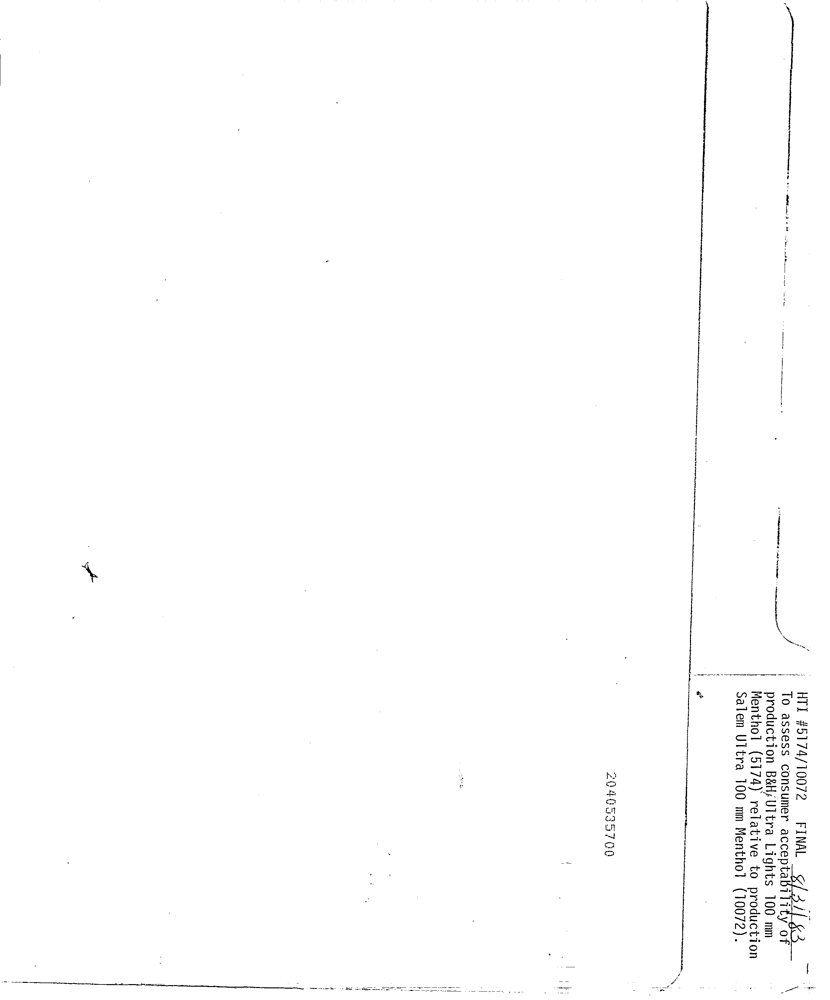 HTI #5174/10072 FINAL 8/31/83
To assess consumer acceptability of
production B&H, Ultra Lights 100 mm
Menthol (5174) relative to production
Salem Ultra 100 mm Menthol (10072).
2040535700